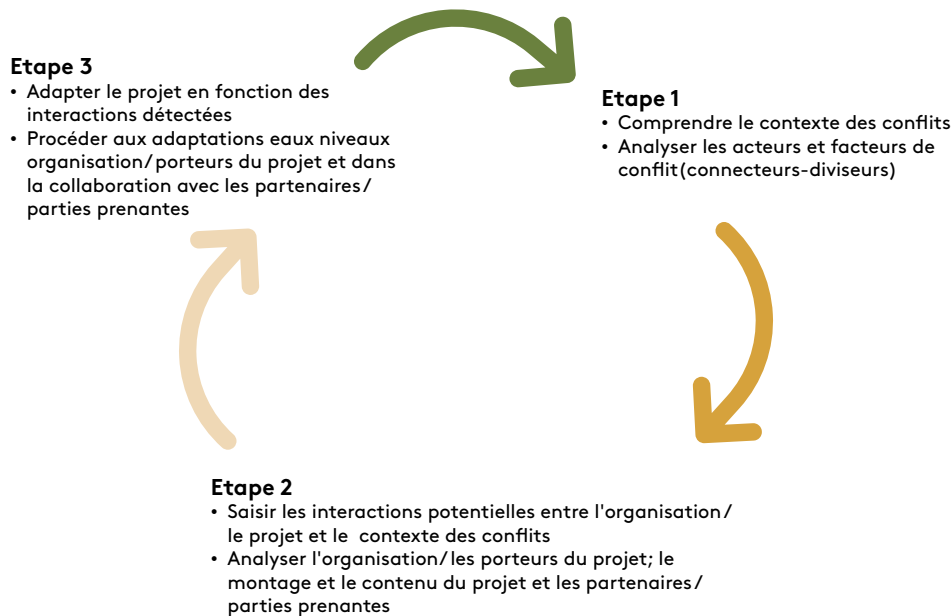 Etape 3
• Adapter le projet en fonction des
interactions détectées
• Procéder aux adaptations eaux niveaux
organisation/porteurs du projet et dans
la collaboration avec les partenaires/
parties prenantes
Etape 1
• Comprendre le contexte des conflits
• Analyser les acteurs et facteurs de
conflit(connecteurs-diviseurs)
Etape 2
• Saisir les interactions potentielles entre l'organisation/
le projet et le contexte des conflits
• Analyser l'organisation/les porteurs du projet; le
montage et le contenu du projet et les partenaires/
parties prenantes